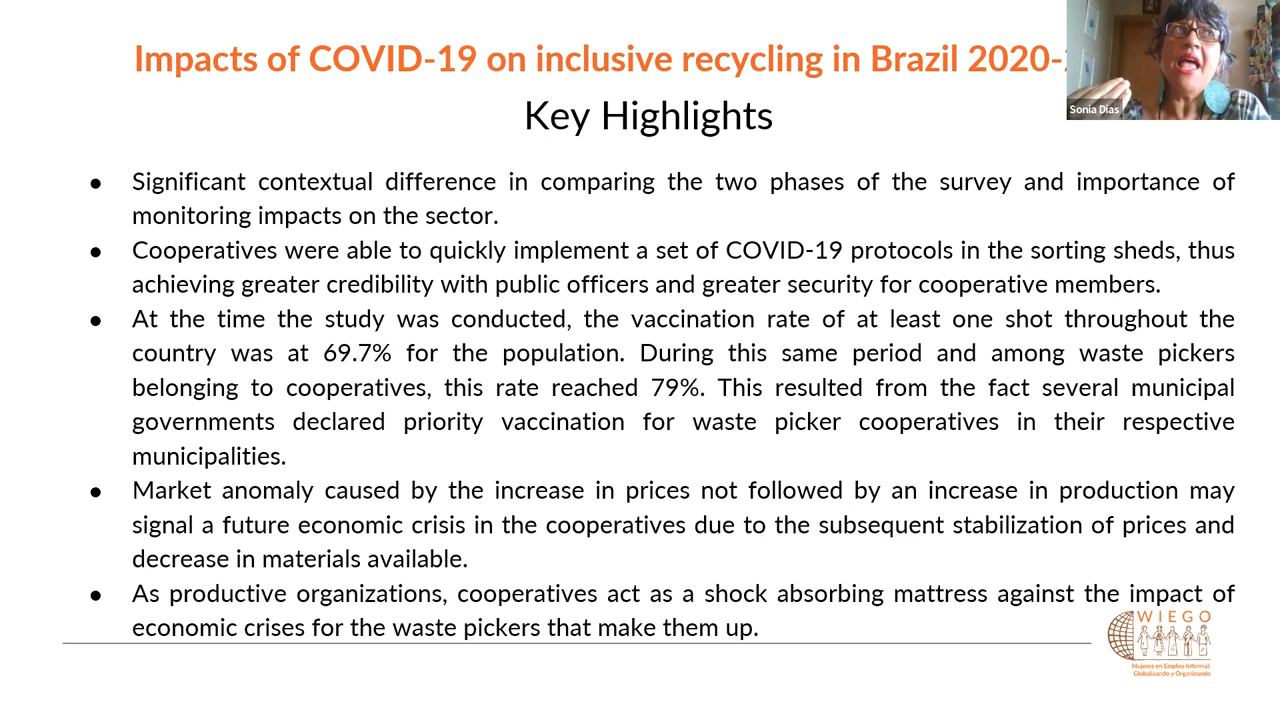 Impacts of COVID-19 on inclusive recycling in Brazil 2020-
Sonia Dias
Key Highlights
● Significant contextual difference in comparing the two phases of the survey and importance of
monitoring impacts on the sector.
● Cooperatives were able to quickly implement a set of COVID-19 protocols in the sorting sheds, thus
achieving greater credibility with public officers and greater security for cooperative members.
● At the time the study was conducted, the vaccination rate of at least one shot throughout the
country was at 69.7% for the population. During this same period and among waste pickers
belonging to cooperatives, this rate reached 79%. This resulted from the fact several municipal
governments declared priority vaccination for waste picker cooperatives in their respective
municipalities.
● Market anomaly caused by the increase in prices not followed by an increase in production may
signal a future economic crisis in the cooperatives due to the subsequent stabilization of prices and
decrease in materials available.
● As productive organizations, cooperatives act as a shock absorbing mattress against the impact of
economic crises for the waste pickers that make them up.
WIEGO
Mujeres en Empleo Informal:
Globalizando y Organizando